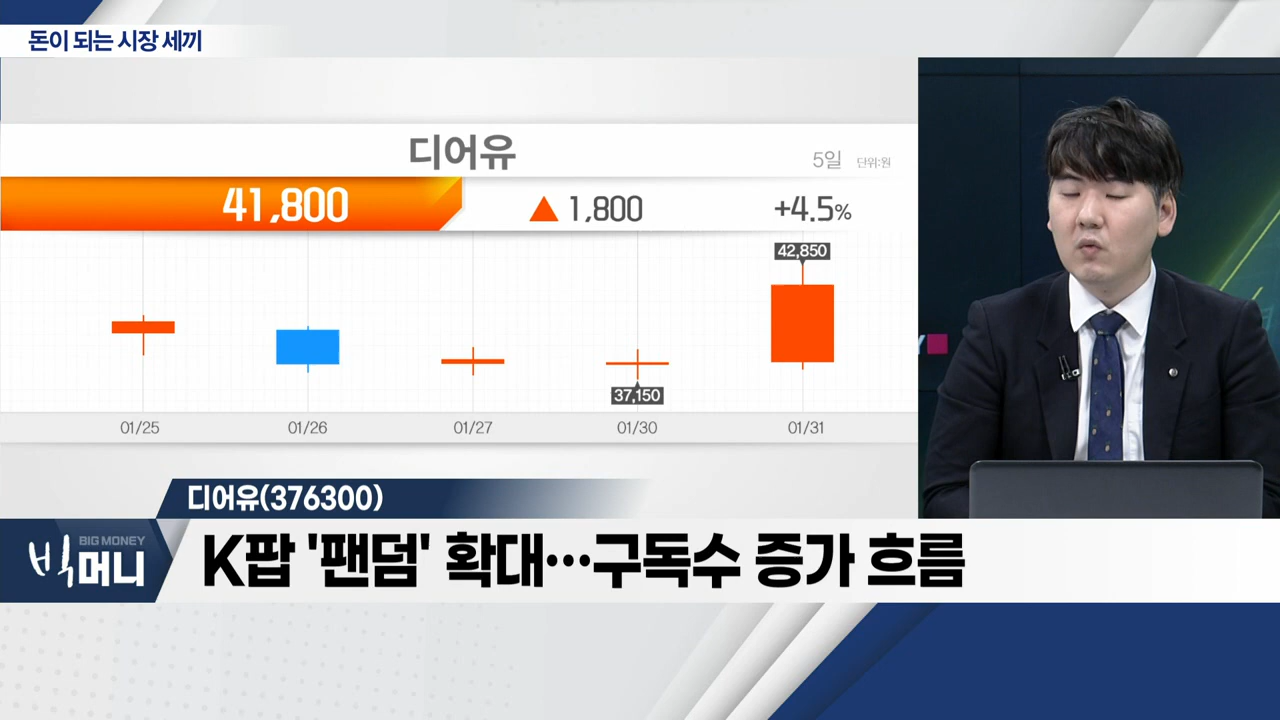 돈이 되는 시장 세끼
디어유
5일 단위:원
41,800 ▲ 1,800 +4.5%
42,850
37,150
01/25 01/26 01/27 01/30 01/31
Y
디어유(376300)
BIG MONEY
빅머니
K팝 '팬덤' 확대…구독수 증가 흐름